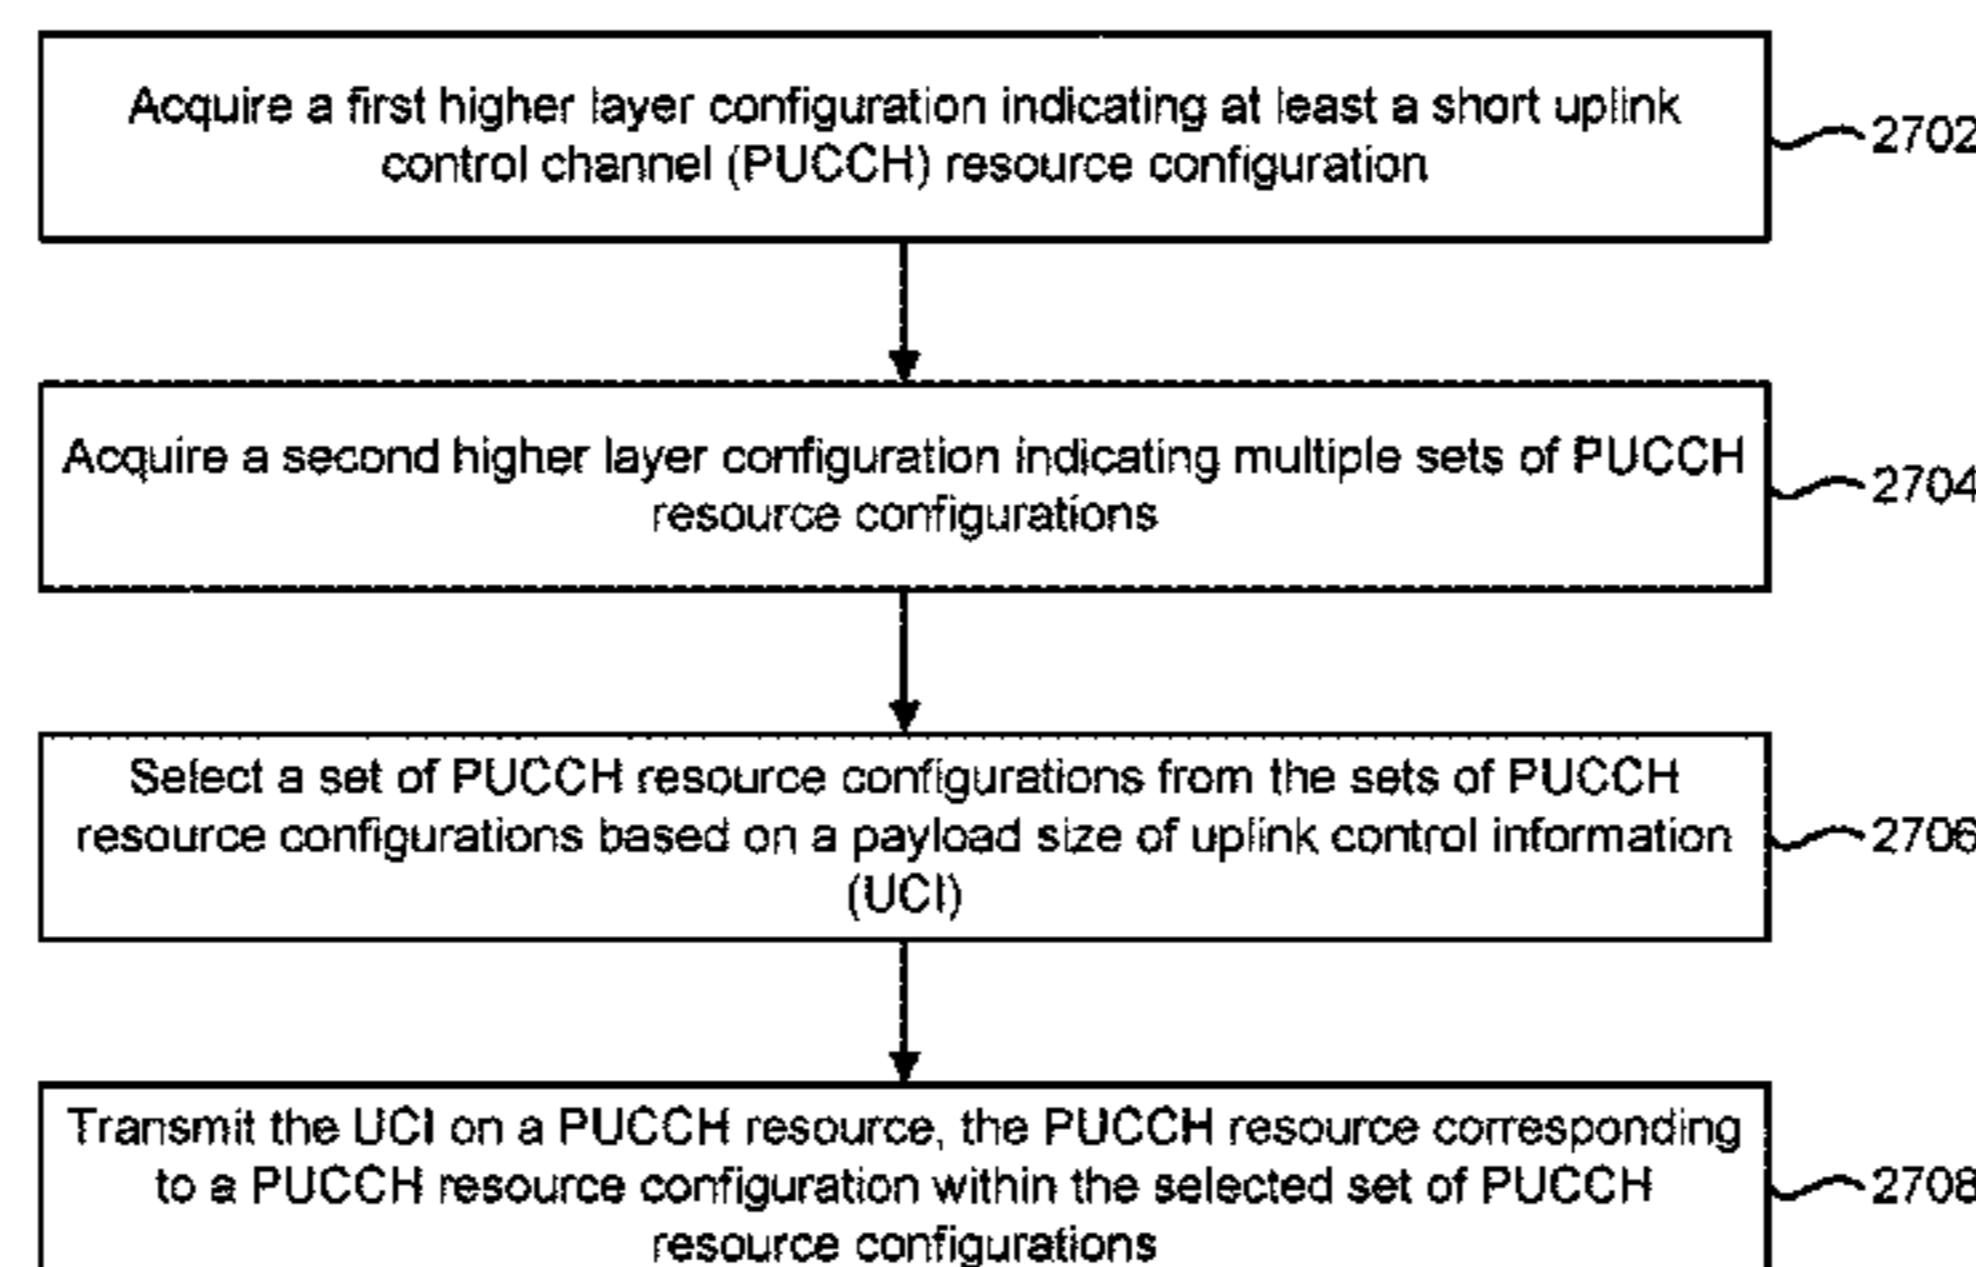 Acquire a first higher layer configuration indicating at least a short uplink
control channel (PUCCH) resource configuration
2702
Acquire a second higher layer configuration indicating multiple sets of PUCCH
resource configurations
2704
Select a set of PUCCH resource configurations from the sets of PUCCH
resource configurations based on a payload size of uplink control information
(UCI)
2706
Transmit the UCI on a PUCCH resource, the PUCCH resource corresponding
to a PUCCH resource configuration within the selected set of PUCCH
resource configurations
2708